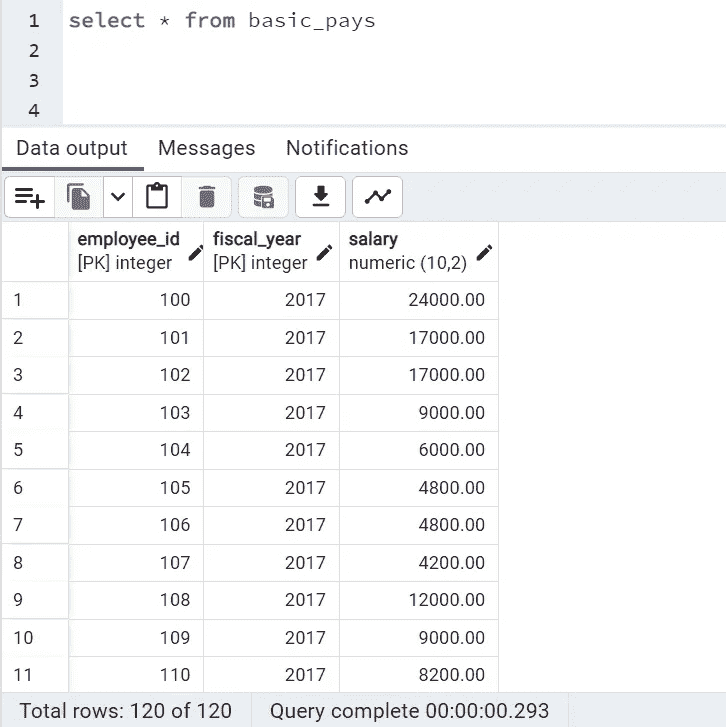 1 select * from basic_pays
2
3
4
Data output Messages Notifications
employee_id fiscal_year salary
[PK] integer [PK] integer numeric (10,2)
1 100 2017 24000.00
2 101 2017 17000.00
3 102 2017 17000.00
4 103 2017 9000.00
5 104 2017 6000.00
6 105 2017 4800.00
7 106 2017 4800.00
8 107 2017 4200.00
9 108 2017 12000.00
10 109 2017 9000.00
11 110 2017 8200.00
Total rows: 120 of 120 Query complete 00:00:00.293